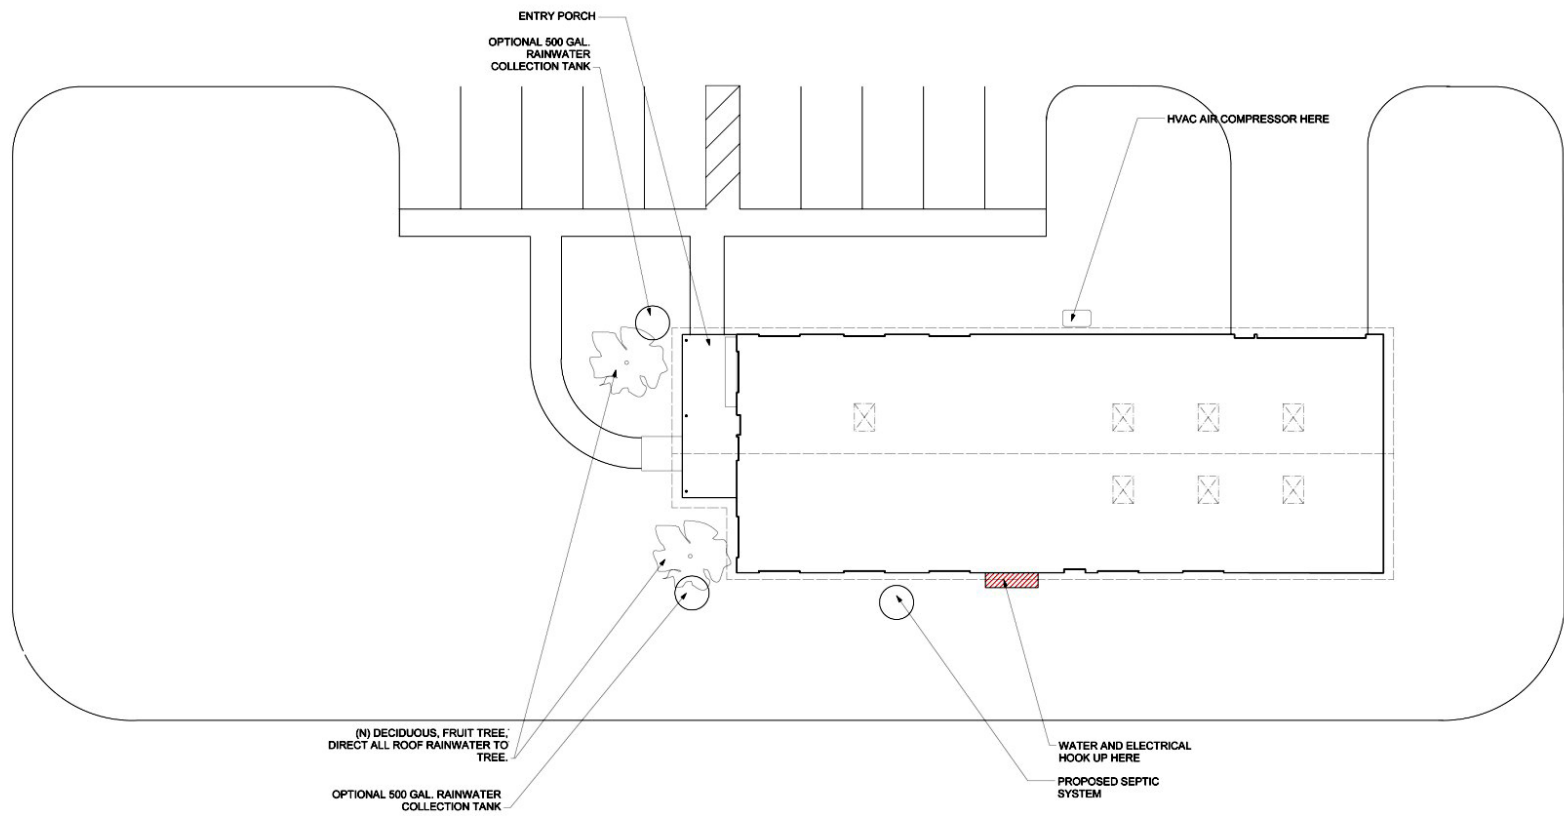 ENTRY PORCH
OPTIONAL 500 GAL.
RAINWATER
COLLECTION TANK
HVAC AIR COMPRESSOR HERE
(N) DECIDUOUS, FRUIT TREE,
DIRECT ALL ROOF RAINWATER TO
TREE.
WATER AND ELECTRICAL
HOOK UP HERE
PROPOSED SEPTIC
SYSTEM
OPTIONAL 500 GAL. RAINWATER
COLLECTION TANK